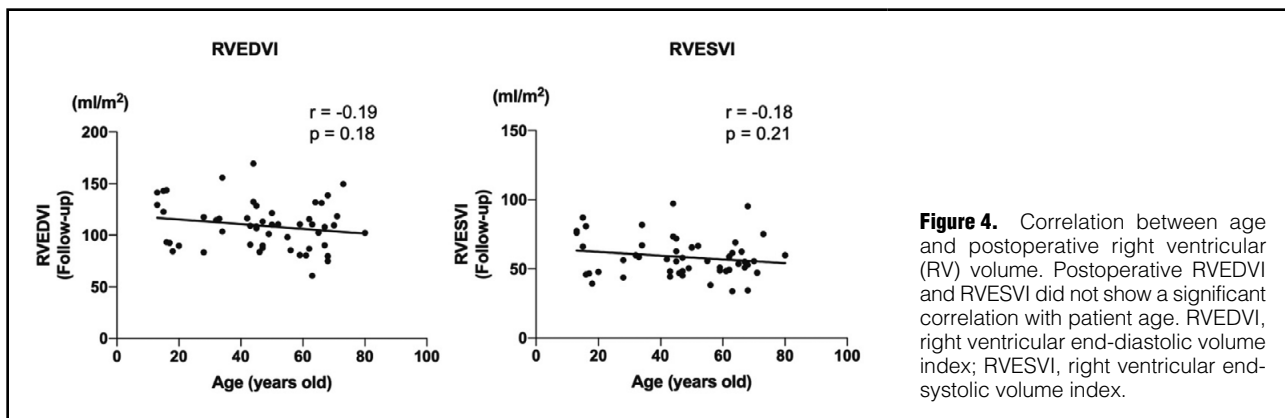 RVEDVI
(ml/m²)
r = -0.19
p = 0.18
200
150
100
50
0
RVEDVI
(Follow-up)
0 20 40 60 80 100
Age (years old)
RVESVI
(ml/m²)
r = -0.18
p = 0.21
150
100
50
0
RVESVI
(Follow-up)
0 20 40 60 80 100
Age (years old)
Figure 4. Correlation between age
and postoperative right ventricular
(RV) volume. Postoperative RVEDVI
and RVESVI did not show a significant
correlation with patient age. RVEDVI,
right ventricular end-diastolic volume
index; RVESVI, right ventricular end-
systolic volume index.